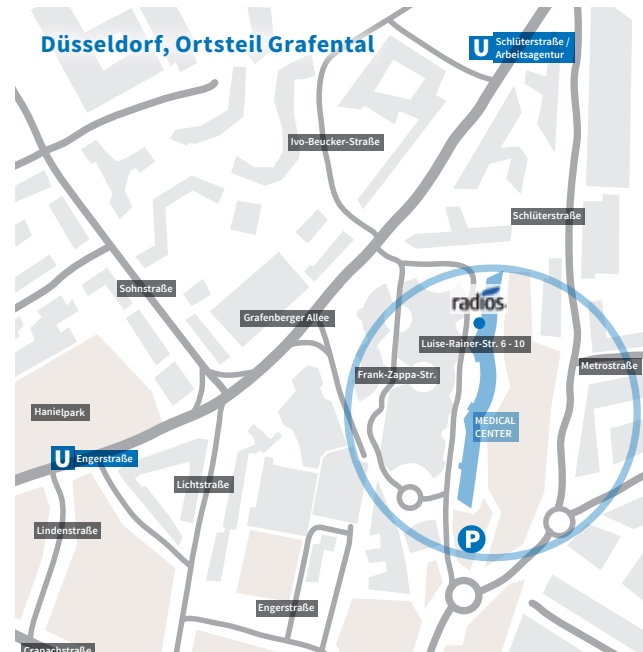 Düsseldorf, Ortsteil Grafental
U Schlüterstraße /
Arbeitsagentur
Ivo-Beucker-Straße
Schlüterstraße
Sohnstraße
radios
Grafenberger Allee
Luise-Rainer-Str. 6 - 10
Metrostraße
Frank-Zappa-Str.
Hanielpark
MEDICAL
CENTER
U Engerstraße
Lichtstraße
Lindenstraße
P
Engerstraße
Cranachstraße